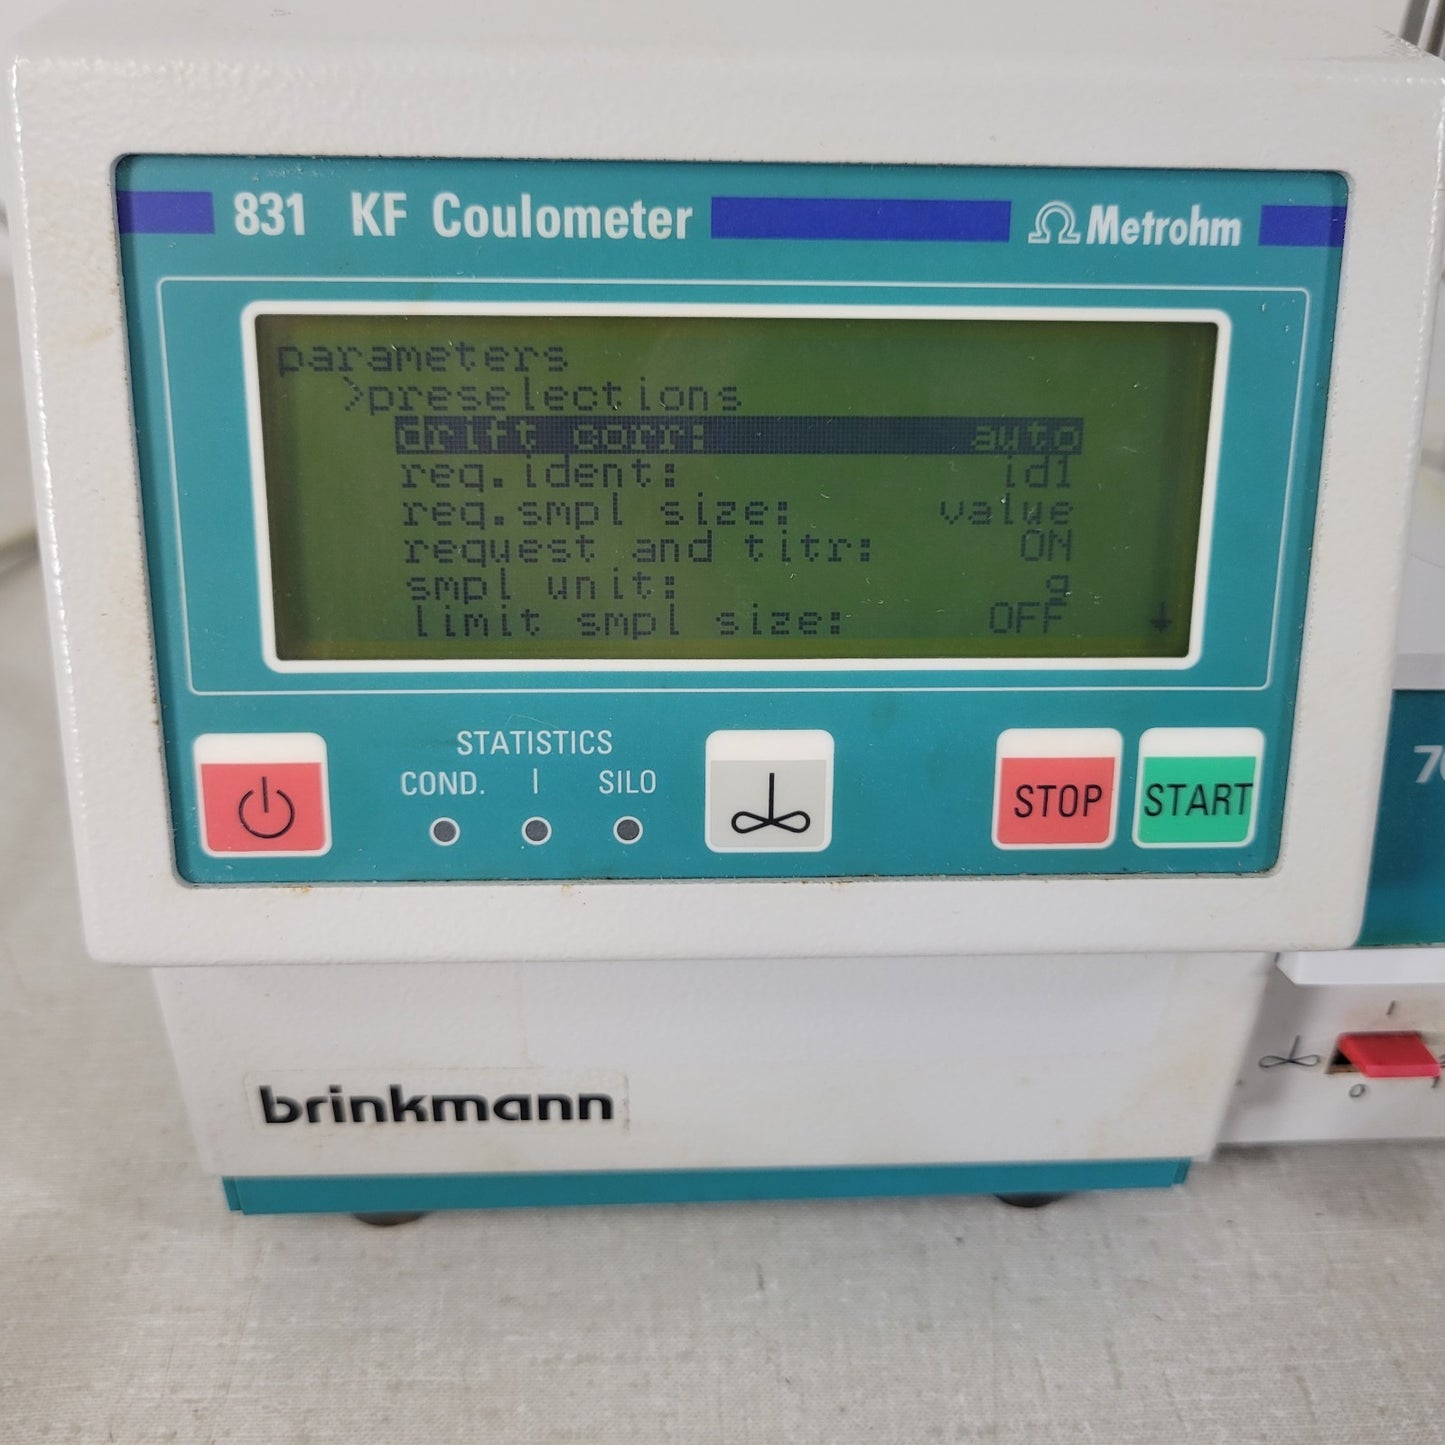 831 KF Coulometer Metrohm
parameters
>preselections
drift corr: auto
req.ident: id1
req.smpl size: value
request and titr: ON
smpl unit: g
limit smpl size: OFF ↓
STATISTICS
COND. | SILO
STOP START
brinkmann
| 
0